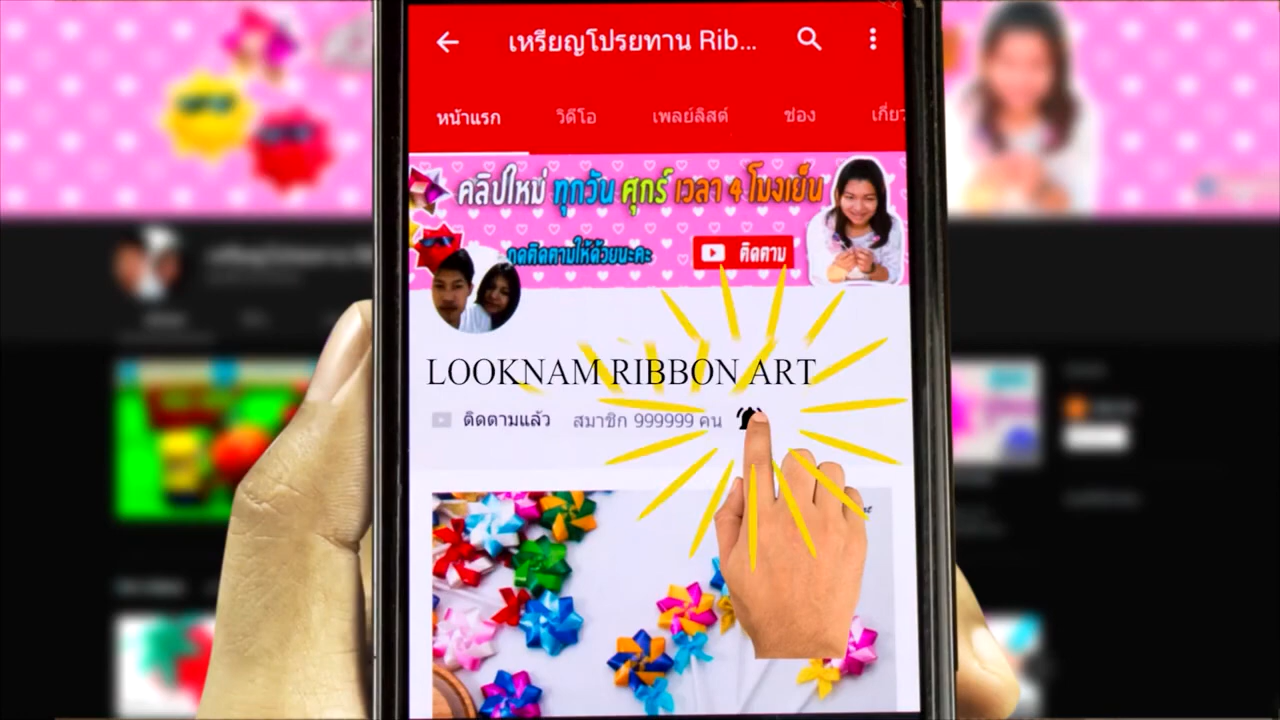 เหรียญโปรยทาน Rib...
หน้าแรก วิดีโอ เพลย์ลิสต์ ช่อง เกี่ยว
คลิปใหม่ ทุกวัน ศุกร์ เวลา 4 โมงเย็น
กดติดตามให้ด้วยนะคะ ติดตาม
LOOKNAM RIBBON ART
ติดตามแล้ว สมาชิก 999999 คน